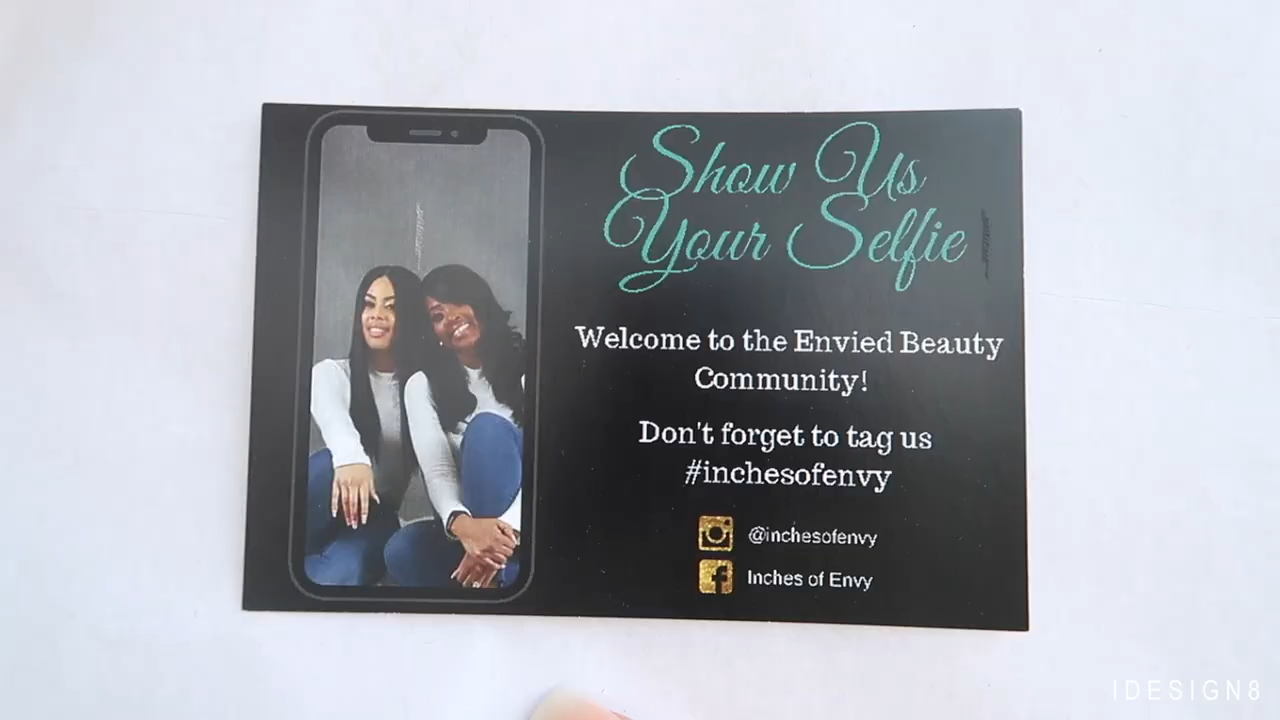 Show Us
Your Selfie
Welcome to the Envied Beauty
Community!
Don't forget to tag us
#inchesofenvy
@inchesofenvy
Inches of Envy
IDESIGN8